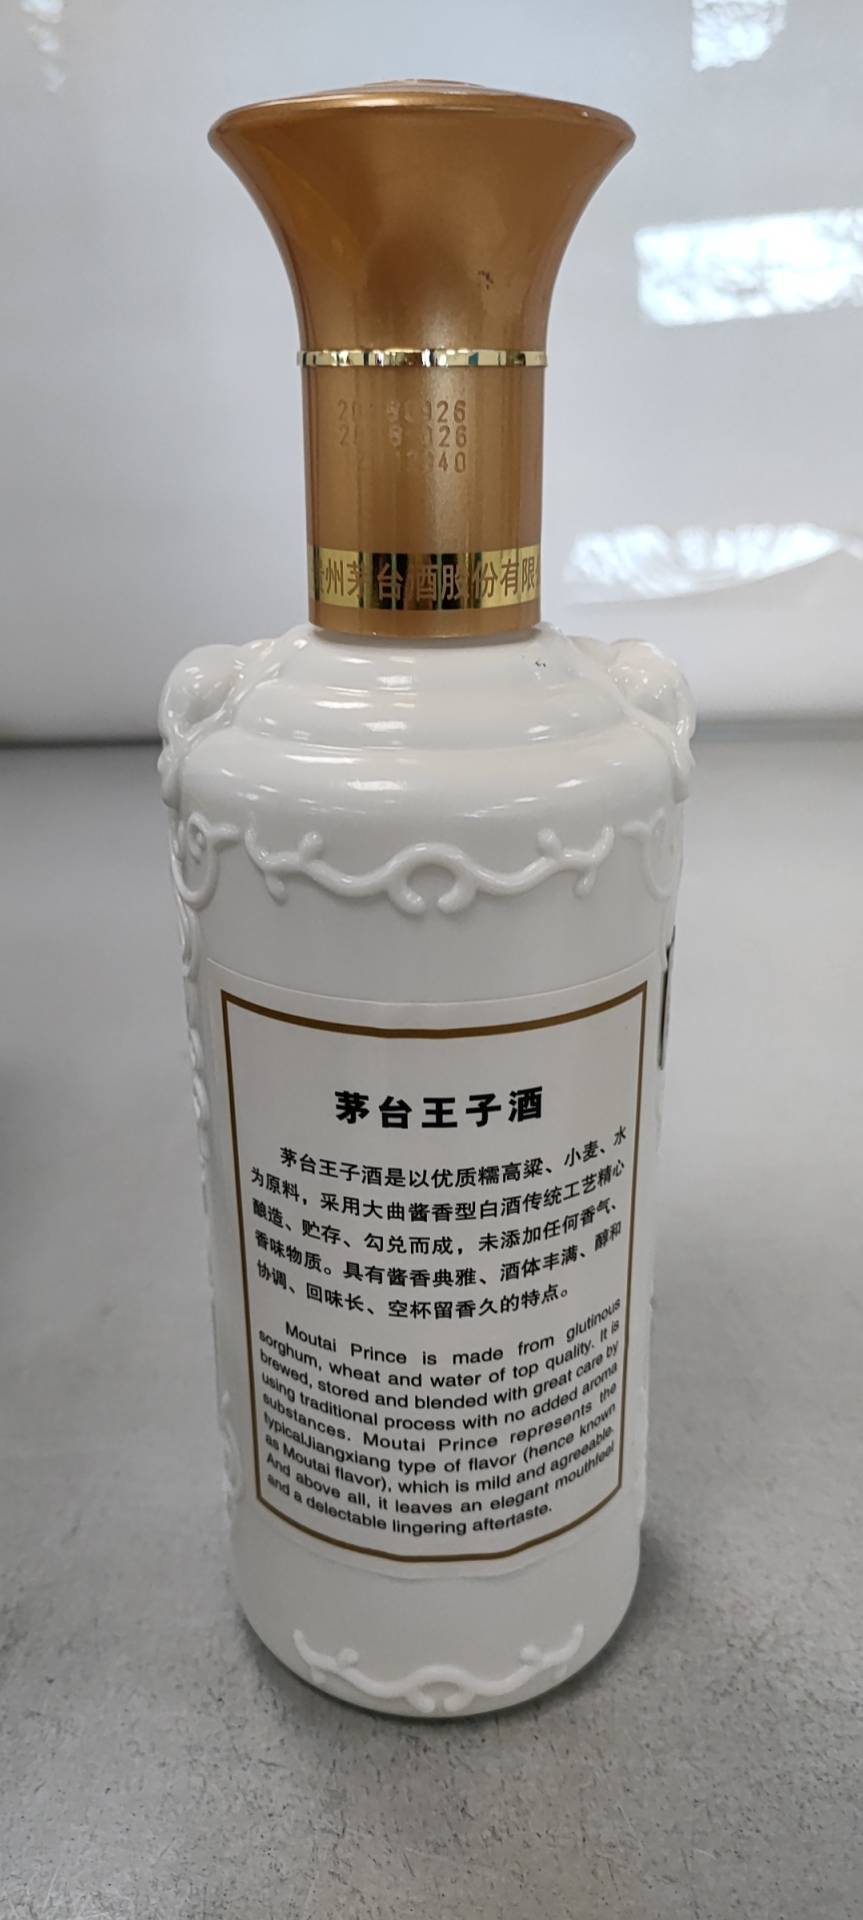 州茅台酒股份有限
茅台王子酒
茅台王子酒是以优质糯高粱、小麦、水
为原料，采用大曲酱香型白酒传统工艺精心
酿造、贮存、勾兑而成，未添加任何香气、
香味物质。具有酱香典雅、酒体丰满、醇和
协调、回味长、空杯留香久的特点。
Moutai Prince is made from glutinous
sorghum, wheat and water of top quality. It is
brewed, stored and blended with great care by
using traditional process with no added aroma
substances. Moutai Prince represents the
typicalJiangxiang type of flavor (hence known
as Moutai flavor), which is mild and agreeable.
And above all, it leaves an elegant mouthfeel
and a delectable lingering aftertaste.